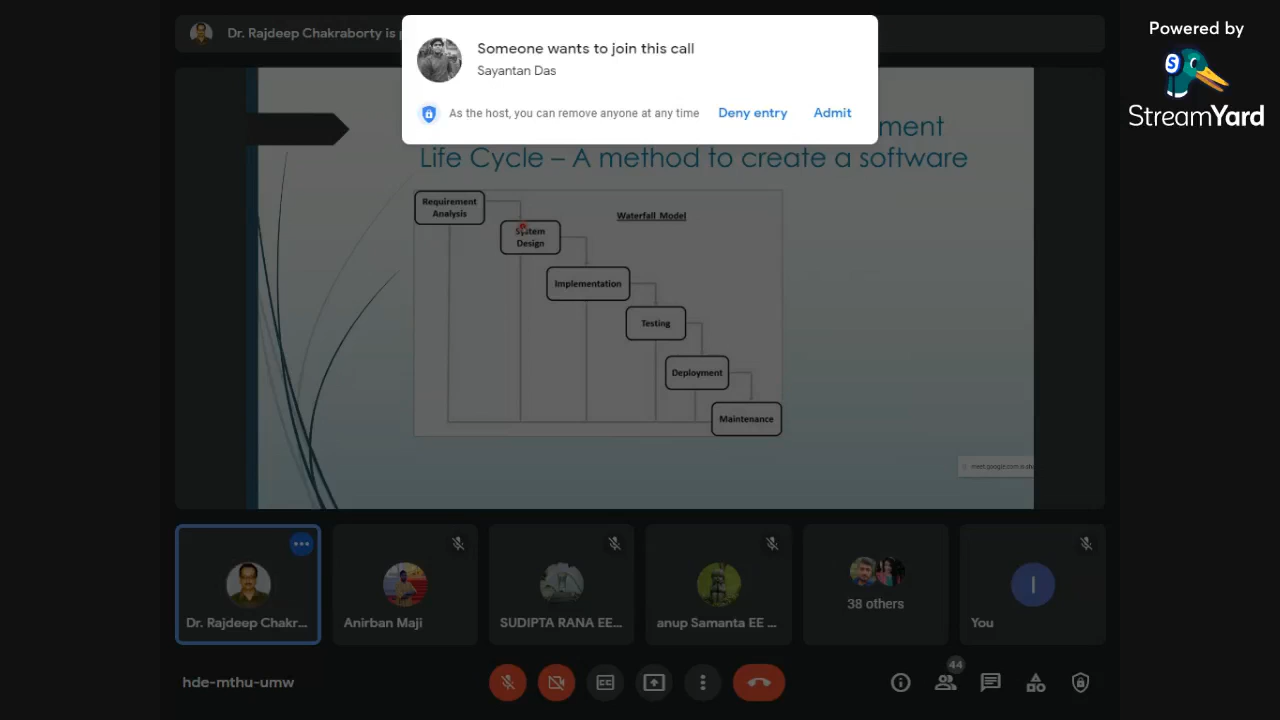 Dr. Rajdeep Chakraborty is p
Someone wants to join this call
Sayantan Das
As the host, you can remove anyone at any time
Deny entry
Admit
Powered by
StreamYard
ment
Life Cycle – A method to create a software
Requirement
Analysis
Waterfall Model
System
Design
Implementation
Testing
Deployment
Maintenance
Dr. Rajdeep Chakr...
Anirban Maji
SUDIPTA RANA EE...
anup Samanta EE ...
38 others
I
You
hde-mthu-umw
CC
44